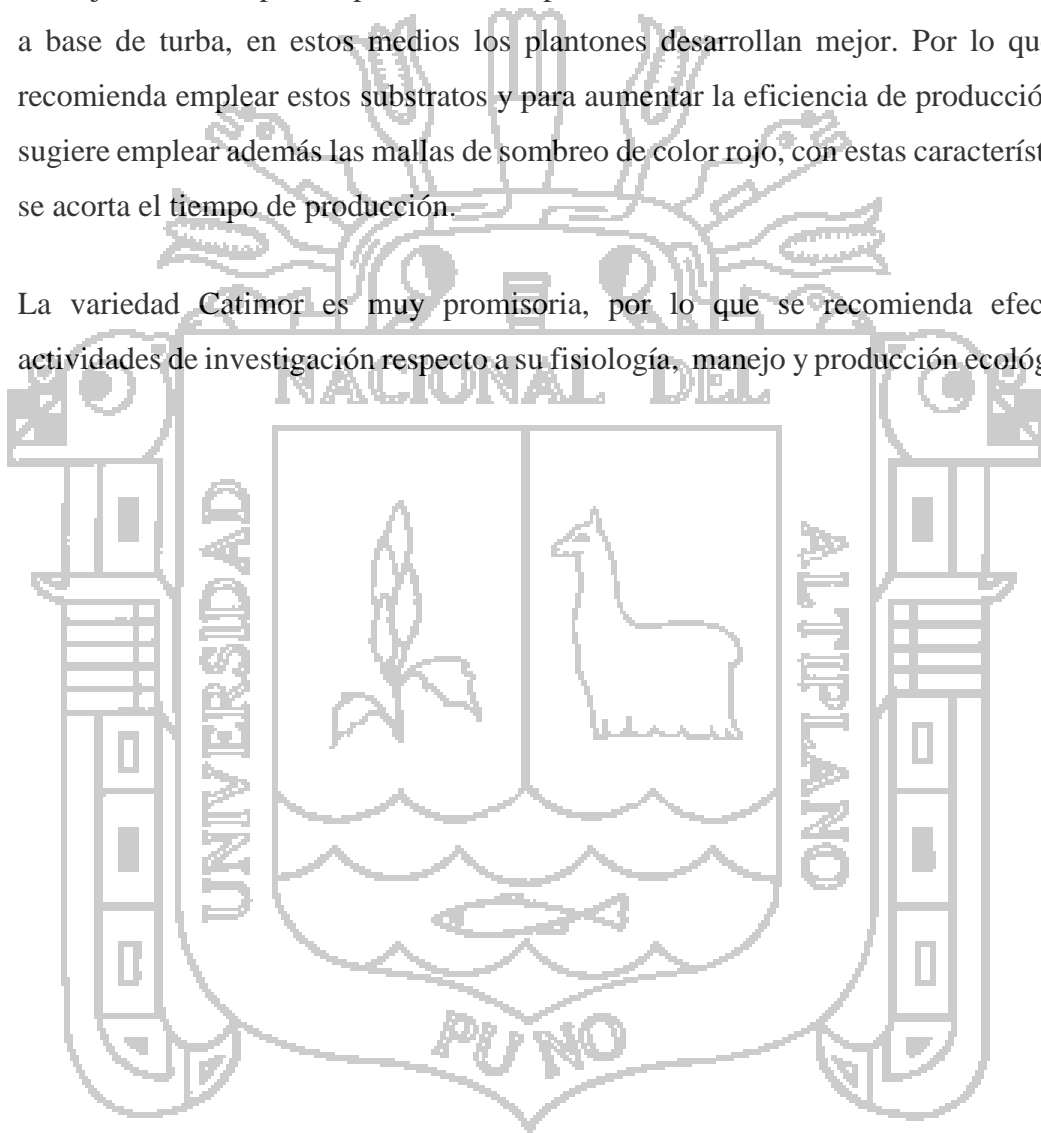 a base de turba, en estos medios los plantones desarrollan mejor. Por lo qu
recomienda emplear estos substratos y para aumentar la eficiencia de producció
sugiere emplear además las mallas de sombreo de color rojo, con estas característ
se acorta el tiempo de producción.
La variedad Catimor es muy promisoria, por lo que se recomienda efec
actividades de investigación respecto a su fisiología, manejo y producción ecológ
NACIONAL DEL
UNIVERSIDAD
ALTIPLANO
PUNO